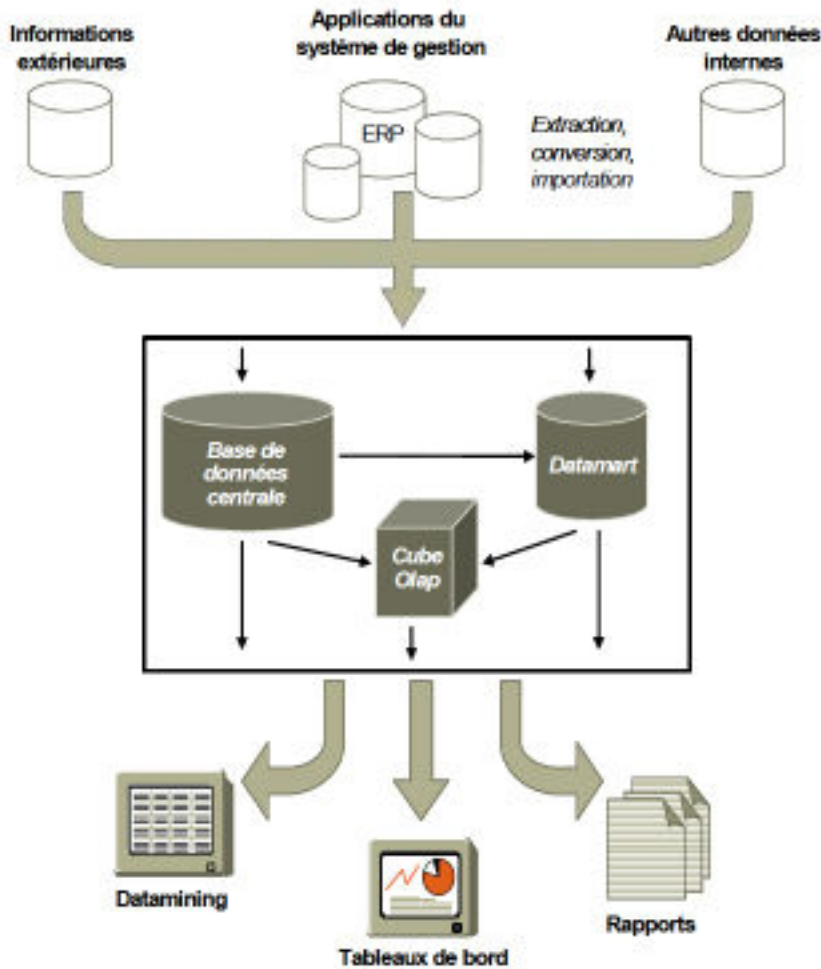 Informations
extérieures
Applications du
système de gestion
Autres données
internes
ERP
Extraction,
conversion,
importation
Base de
données
centrale
Datamart
Cube
Olap
Datamining
Tableaux de bord
Rapports